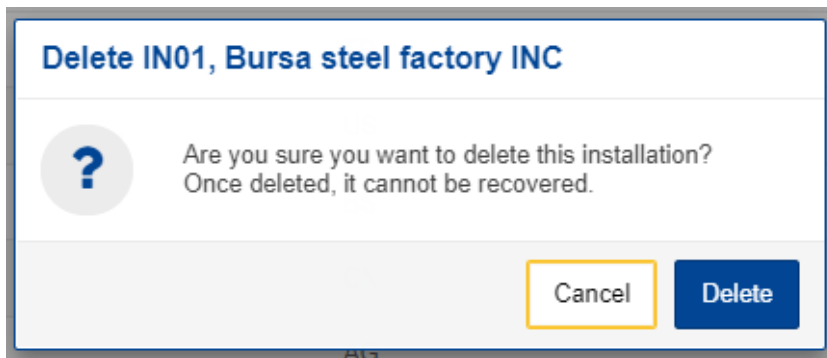 Delete IN01, Bursa steel factory INC
?
Are you sure you want to delete this installation?
Once deleted, it cannot be recovered.
Cancel
Delete
AG